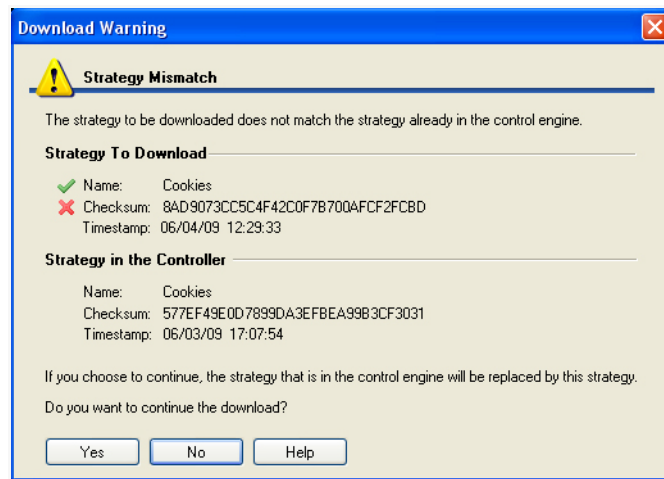 Download Warning
Strategy Mismatch
The strategy to be downloaded does not match the strategy already in the control engine.
Strategy To Download
Name: Cookies
Checksum: 8AD9073CC5C4F42C0F7B700AFCF2FCBD
Timestamp: 06/04/09 12:29:33
Strategy in the Controller
Name: Cookies
Checksum: 577EF49E0D7899DA3EFBEA99B3CF3031
Timestamp: 06/03/09 17:07:54
If you choose to continue, the strategy that is in the control engine will be replaced by this strategy.
Do you want to continue the download?
Yes No Help